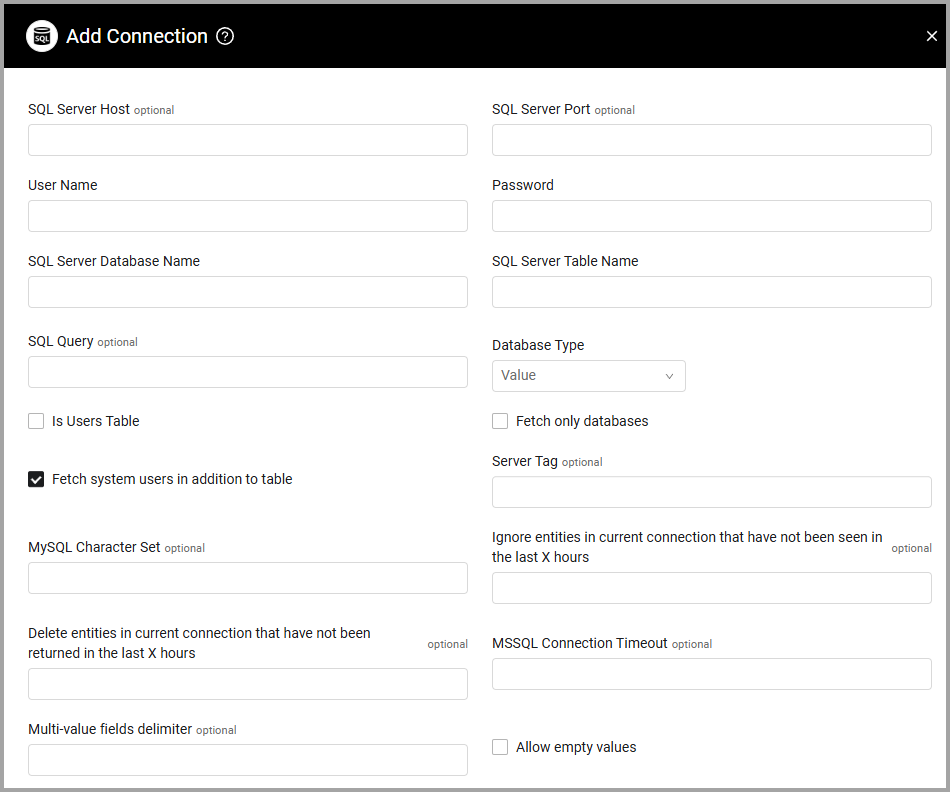 SQL
Add Connection ?
SQL Server Host optional
SQL Server Port optional
User Name
Password
SQL Server Database Name
SQL Server Table Name
SQL Query optional
Database Type
Value
Is Users Table
Fetch only databases
Fetch system users in addition to table
Server Tag optional
MySQL Character Set optional
Ignore entities in current connection that have not been seen in
the last X hours
optional
Delete entities in current connection that have not been
returned in the last X hours
optional
MSSQL Connection Timeout optional
Multi-value fields delimiter optional
Allow empty values